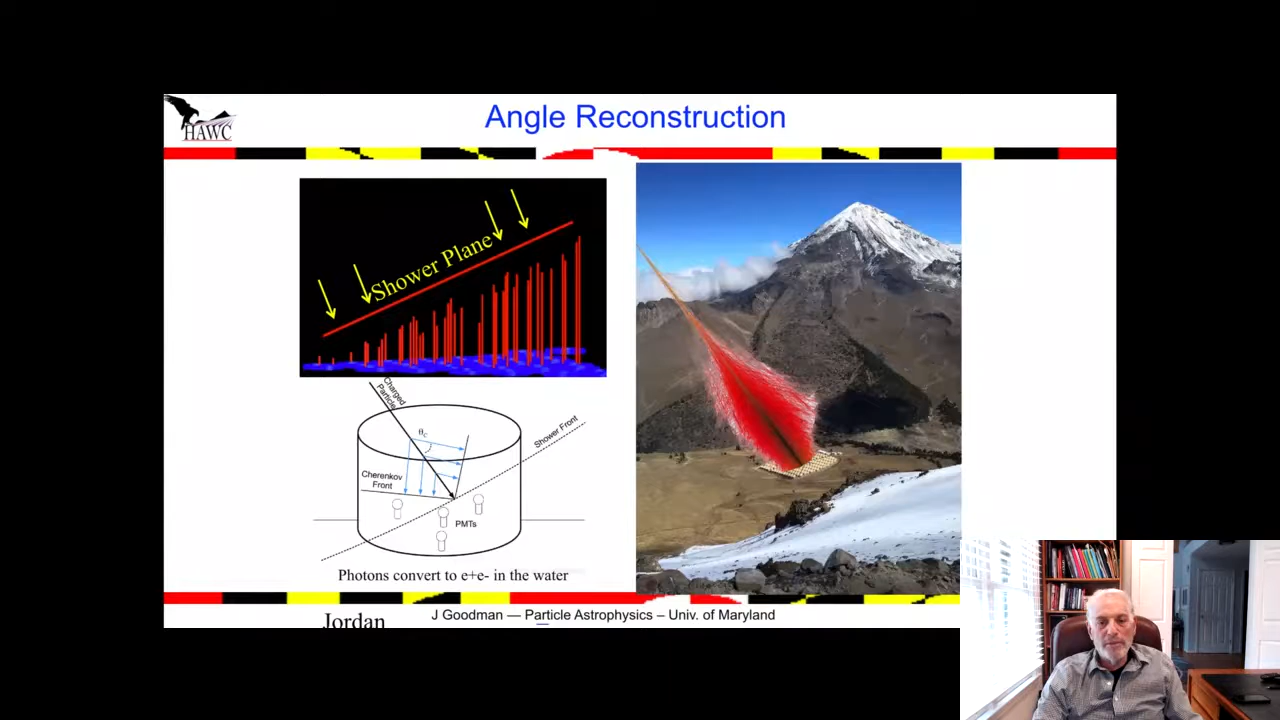 HAWC
Angle Reconstruction
Shower Plane
Charged
Particle
θC
Shower Front
Cherenkov
Front
PMTs
Photons convert to e+e- in the water
Jordan
J Goodman — Particle Astrophysics – Univ. of Maryland